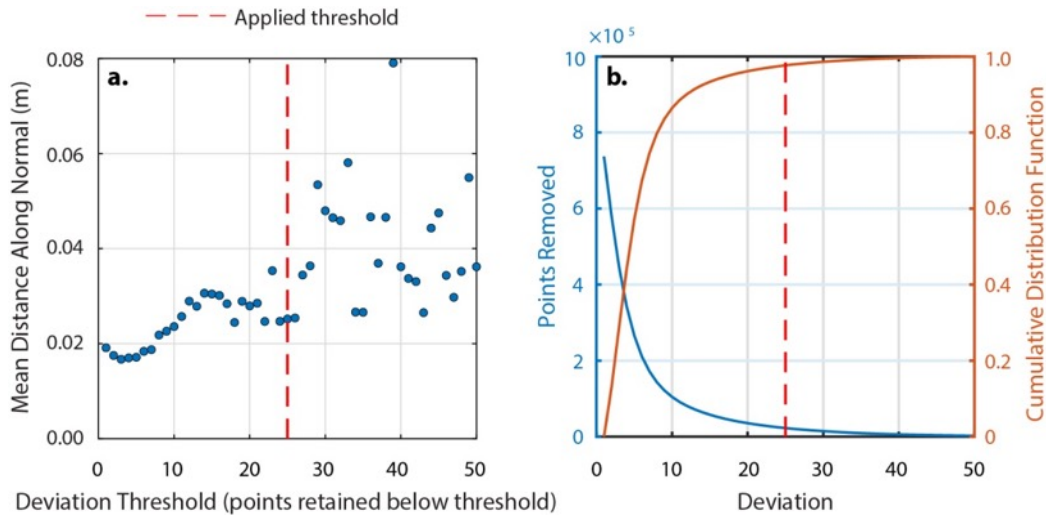 Applied threshold
a.
Mean Distance Along Normal (m)
0.08
0.06
0.04
0.02
0.00
0 10 20 30 40 50
Deviation Threshold (points retained below threshold)
×10 5
b.
Points Removed
10
8
6
4
2
0
0 10 20 30 40 50
Deviation
1.0
0.8
0.6
0.4
0.2
0
Cumulative Distribution Function